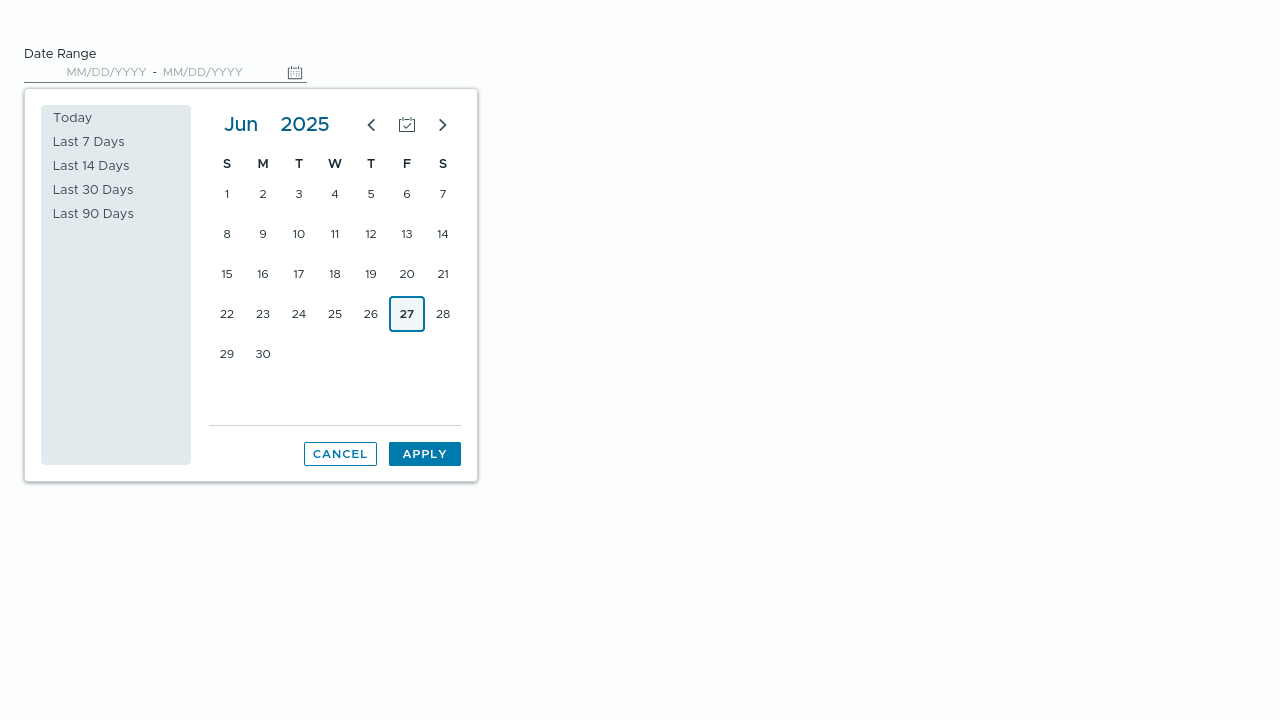 Date Range
MM/DD/YYYY - MM/DD/YYYY
Today
Last 7 Days
Last 14 Days
Last 30 Days
Last 90 Days
Jun 2025
S M T W T F S
1 2 3 4 5 6 7
8 9 10 11 12 13 14
15 16 17 18 19 20 21
22 23 24 25 26 27 28
29 30
CANCEL APPLY